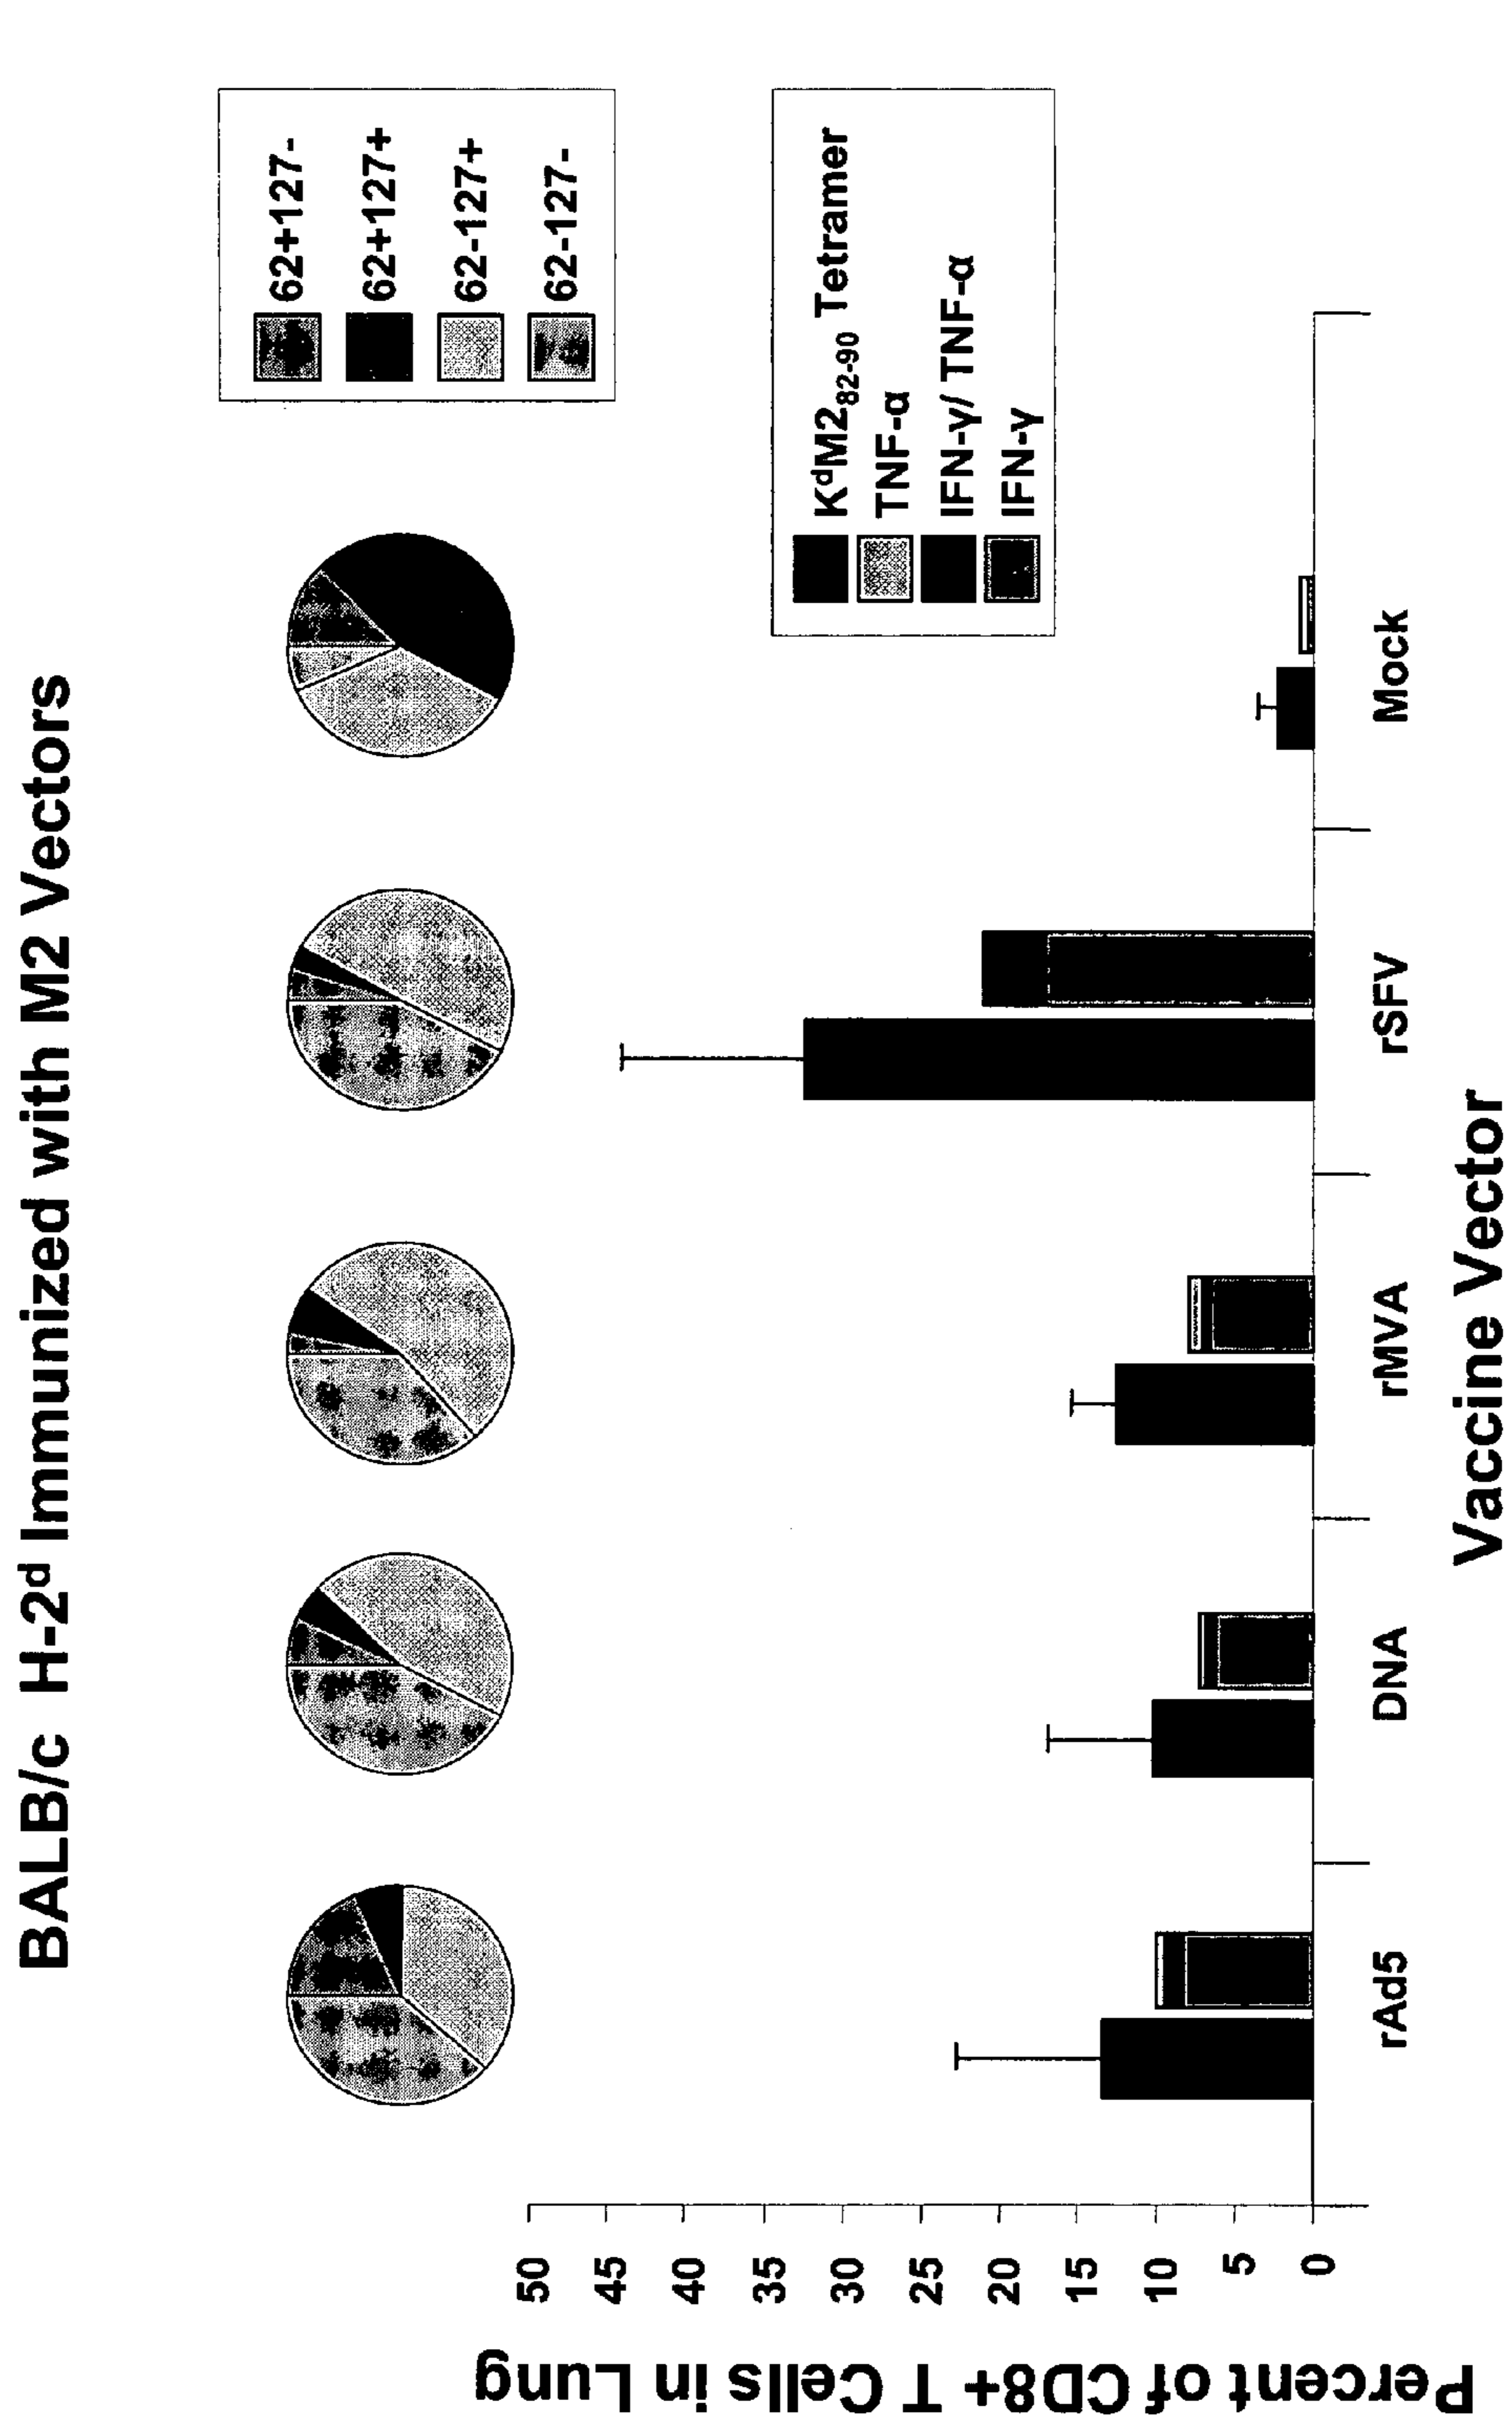 BALB/c H-2d Immunized with M2 Vectors
62+127-
62+127+
62-127+
62-127-
KdM282-90 Tetramer
TNF-α
IFN-γ/ TNF-α
IFN-γ
Percent of CD8+ T Cells in Lung
50
45
40
35
30
25
20
15
10
5
0
rAd5
DNA
rMVA
rSFV
Mock
Vaccine Vector